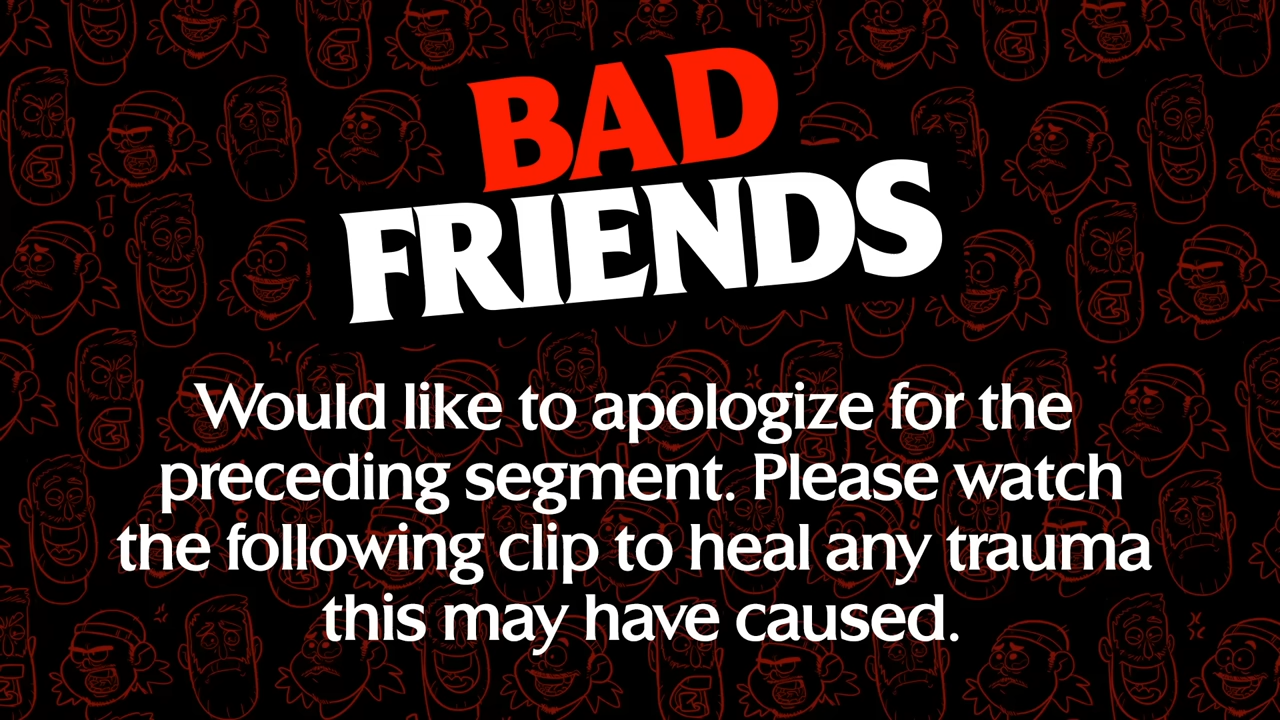 BAD
FRIENDS
Would like to apologize for the
preceding segment. Please watch
the following clip to heal any trauma
this may have caused.